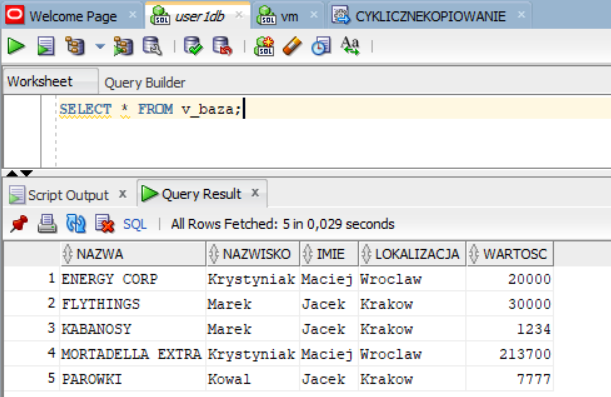 Welcome Page user1db vm CYKLICZNEKOPIOWANIE
Worksheet Query Builder
SELECT * FROM v_baza;
Script Output x Query Result x
SQL | All Rows Fetched: 5 in 0,029 seconds
NAZWA NAZWISKO IMIE LOKALIZACJA WARTOSC
1 ENERGY CORP Krystyniak Maciej Wroclaw 20000
2 FLYTHINGS Marek Jacek Krakow 30000
3 KABANOSY Marek Jacek Krakow 1234
4 MORTADELLA EXTRA Krystyniak Maciej Wroclaw 213700
5 PAROWKI Kowal Jacek Krakow 7777